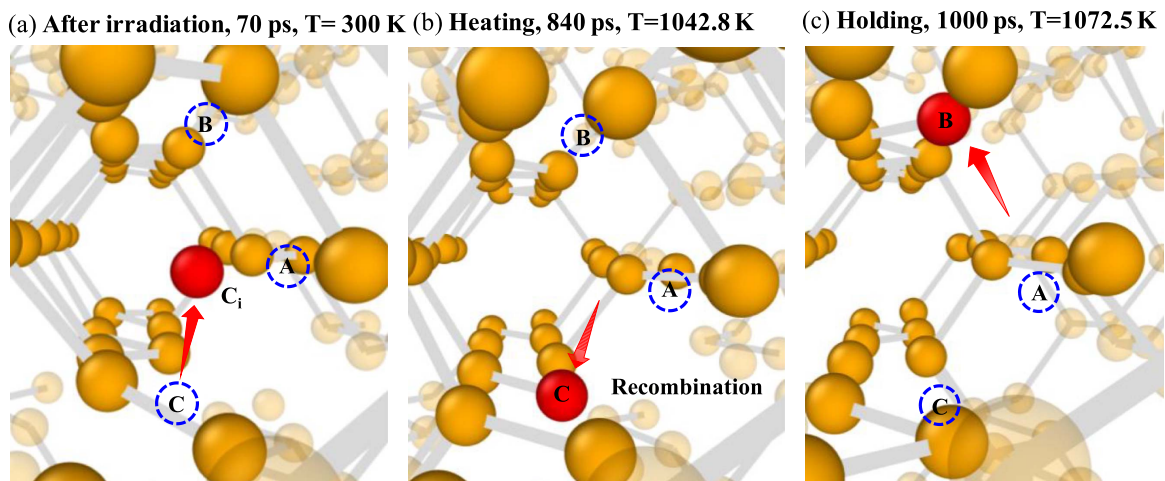 (a) After irradiation, 70 ps, T= 300 K
B
A
Cᵢ
C
(b) Heating, 840 ps, T=1042.8 K
B
A
C
Recombination
(c) Holding, 1000 ps, T=1072.5 K
B
A
C